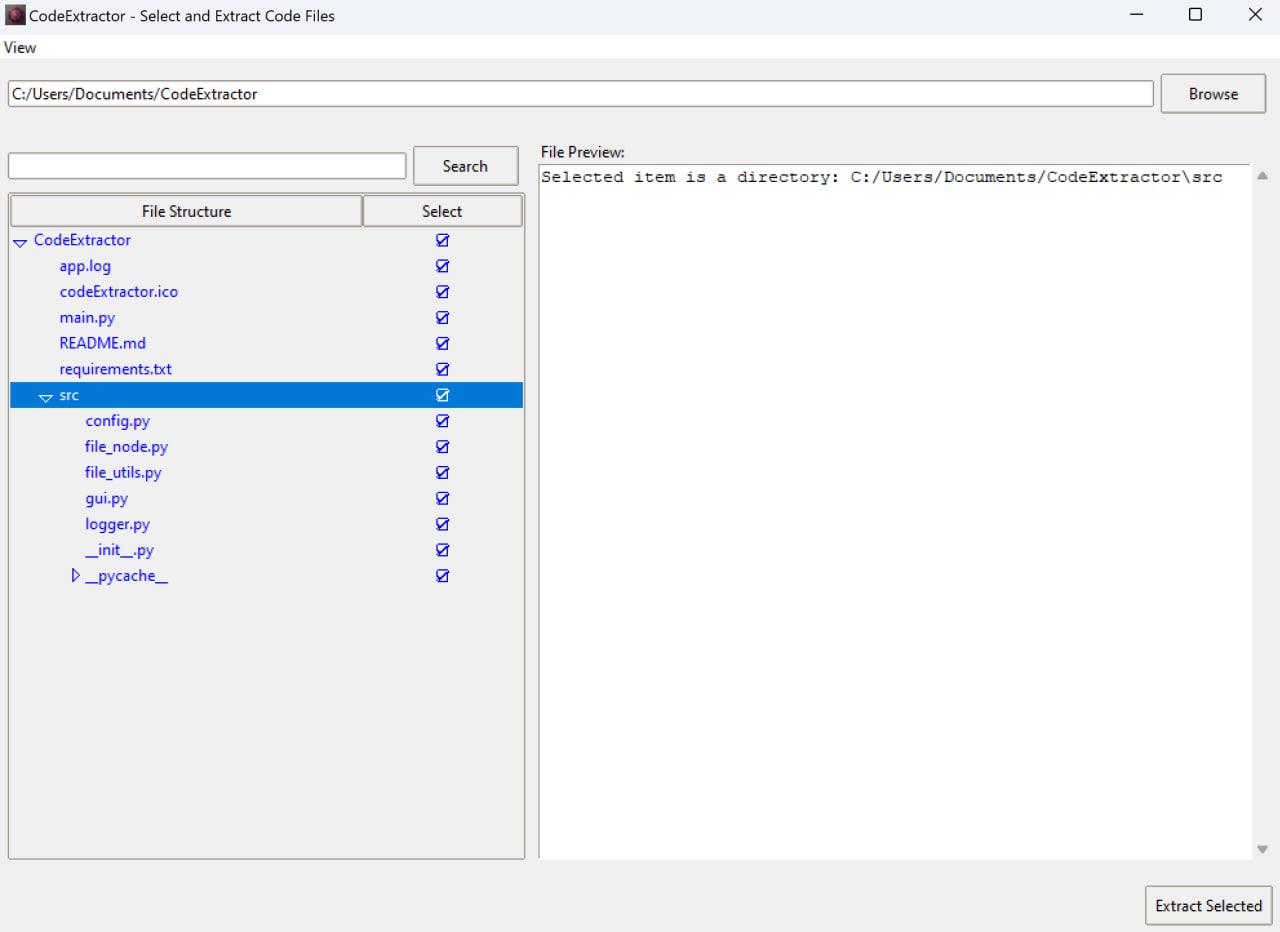 CodeExtractor - Select and Extract Code Files
View
C:/Users/Documents/CodeExtractor
Browse
Search
File Preview:
Selected item is a directory: C:/Users/Documents/CodeExtractor\src
File Structure Select
CodeExtractor
app.log
codeExtractor.ico
main.py
README.md
requirements.txt
src
config.py
file_node.py
file_utils.py
gui.py
logger.py
__init__.py
__pycache__
Extract Selected